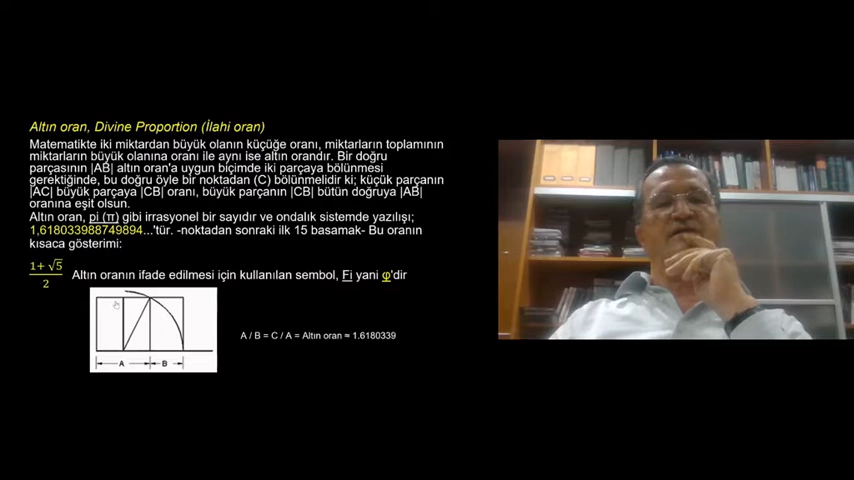 Altın oran, Divine Proportion (İlahi oran)
Matematikte iki miktardan büyük olanın küçüğe oranı, miktarların toplamının
miktarların büyük olanına oranı ile aynı ise altın orandır. Bir doğru
parçasının |AB| altın oran'a uygun biçimde iki parçaya bölünmesi
gerektiğinde, bu doğru öyle bir noktadan (C) bölünmelidir ki; küçük parçanın
|AC| büyük parçaya |CB| oranı, büyük parçanın |CB| bütün doğruya |AB|
oranına eşit olsun.
Altın oran, pi (π) gibi irrasyonel bir sayıdır ve ondalık sistemde yazılışı;
1,618033988749894...'tür. -noktadan sonraki ilk 15 basamak- Bu oranın
kısaca gösterimi:
1+ √5
2
Altın oranın ifade edilmesi için kullanılan sembol, Fi yani φ'dir
A / B = C / A = Altın oran ≈ 1.6180339
A B